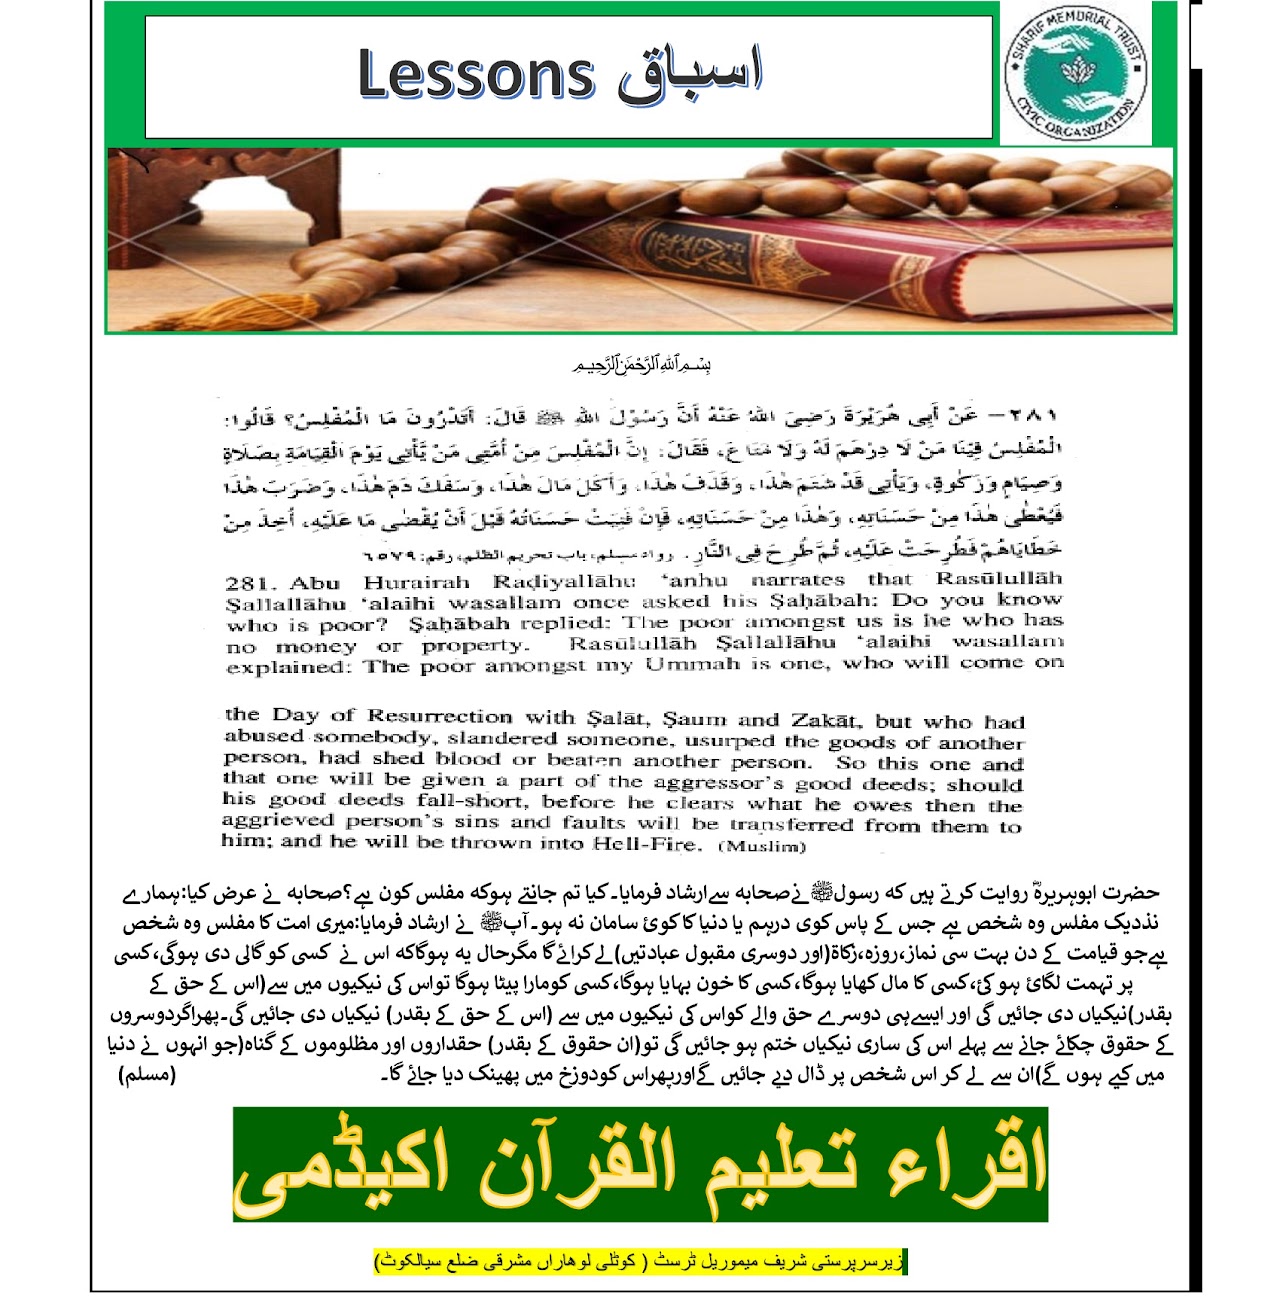 Lessons اسباق
SHARIF MEMORIAL TRUST
CIVIC ORGANIZATION
بِسْمِ اللهِ الرَّحْمٰنِ الرَّحِيْمِ
٢٨١ – عَنْ أَبِي هُرَيْرَةَ رَضِيَ اللهُ عَنْهُ أَنَّ رَسُوْلَ اللهِ ﷺ قَالَ: أَتَدْرُونَ مَا الْمُفْلِسُ؟ قَالُوا:
الْمُفْلِسُ فِيْنَا مَنْ لَا دِرْهَمَ لَهُ وَلَا مَتَاعَ، فَقَالَ: إِنَّ الْمُفْلِسَ مِنْ أُمَّتِي مَنْ يَّأْتِي يَوْمَ الْقِيَامَةِ بِصَلَاةٍ
وَصِيَامٍ وَزَكٰوةٍ، وَيَأْتِي قَدْ شَتَمَ هٰذَا، وَقَذَفَ هٰذَا، وَأَكَلَ مَالَ هٰذَا، وَسَفَكَ دَمَ هٰذَا، وَضَرَبَ هٰذَا
فَيُعْطٰى هٰذَا مِنْ حَسَنَاتِهِ، وَهٰذَا مِنْ حَسَنَاتِهِ، فَإِنْ فَنِيَتْ حَسَنَاتُهُ قَبْلَ أَنْ يُقْضٰى مَا عَلَيْهِ، أُخِذَ مِنْ
خَطَايَاهُمْ فَطُرِحَتْ عَلَيْهِ، ثُمَّ طُرِحَ فِي النَّارِ. رواه مسلم، باب تحريم الظلم، رقم: ٦٥٧٩
281. Abu Hurairah Raḍiyallāhu ‘anhu narrates that Rasūlullāh
Ṣallallāhu ‘alaihi wasallam once asked his Ṣaḥābah: Do you know
who is poor? Ṣaḥābah replied: The poor amongst us is he who has
no money or property. Rasūlullāh Ṣallallāhu ‘alaihi wasallam
explained: The poor amongst my Ummah is one, who will come on
the Day of Resurrection with Ṣalāt, Ṣaum and Zakāt, but who had
abused somebody, slandered someone, usurped the goods of another
person, had shed blood or beaten another person. So this one and
that one will be given a part of the aggressor’s good deeds; should
his good deeds fall-short, before he clears what he owes then the
aggrieved person’s sins and faults will be transferred from them to
him; and he will be thrown into Hell-Fire. (Muslim)
حضرت ابوہریرہؓ روایت کرتے ہیں کہ رسولﷺنےصحابہ سےارشاد فرمایا۔کیا تم جانتے ہوکہ مفلس کون ہے؟صحابہ نے عرض کیا:ہمارے
نذدیک مفلس وہ شخص ہے جس کے پاس کوی درہم یا دنیا کا کوئ سامان نہ ہو۔آپﷺ نے ارشاد فرمایا:میری امت کا مفلس وہ شخص
ہےجو قیامت کے دن بہت سی نماز،روزہ،زکاۃ(اور دوسری مقبول عبادتیں)لےکرائےگا مگرحال یہ ہوگاکہ اس نے کسی کو گالی دی ہوگی،کسی
پر تہمت لگائ ہوکئ،کسی کا مال کھایا ہوگا،کسی کا خون بہایا ہوگا،کسی کومارا پیٹا ہوگا تواس کی نیکیوں میں سے(اس کے حق کے
بقدر)نیکیاں دی جائیں گی اور ایسےہی دوسرے حق والے کواس کی نیکیوں میں سے (اس کے حق کے بقدر) نیکیاں دی جائیں گی۔پھراگردوسروں
کے حقوق چکائے جانے سے پہلے اس کی ساری نیکیاں ختم ہو جائیں گی تو(ان حقوق کے بقدر) حقداروں اور مظلوموں کے گناہ(جو انہوں نے دنیا
میں کیے ہوں گے)ان سے لے کر اس شخص پر ڈال دیے جائیں گےاورپھراس کودوزخ میں پھینک دیا جائے گا۔ (مسلم)
اقراء تعلیم القرآن اکیڈمی
زیرسرپرستی شریف میموریل ٹرسٹ ( کوٹلی لوھاراں مشرقی ضلع سیالکوٹ)